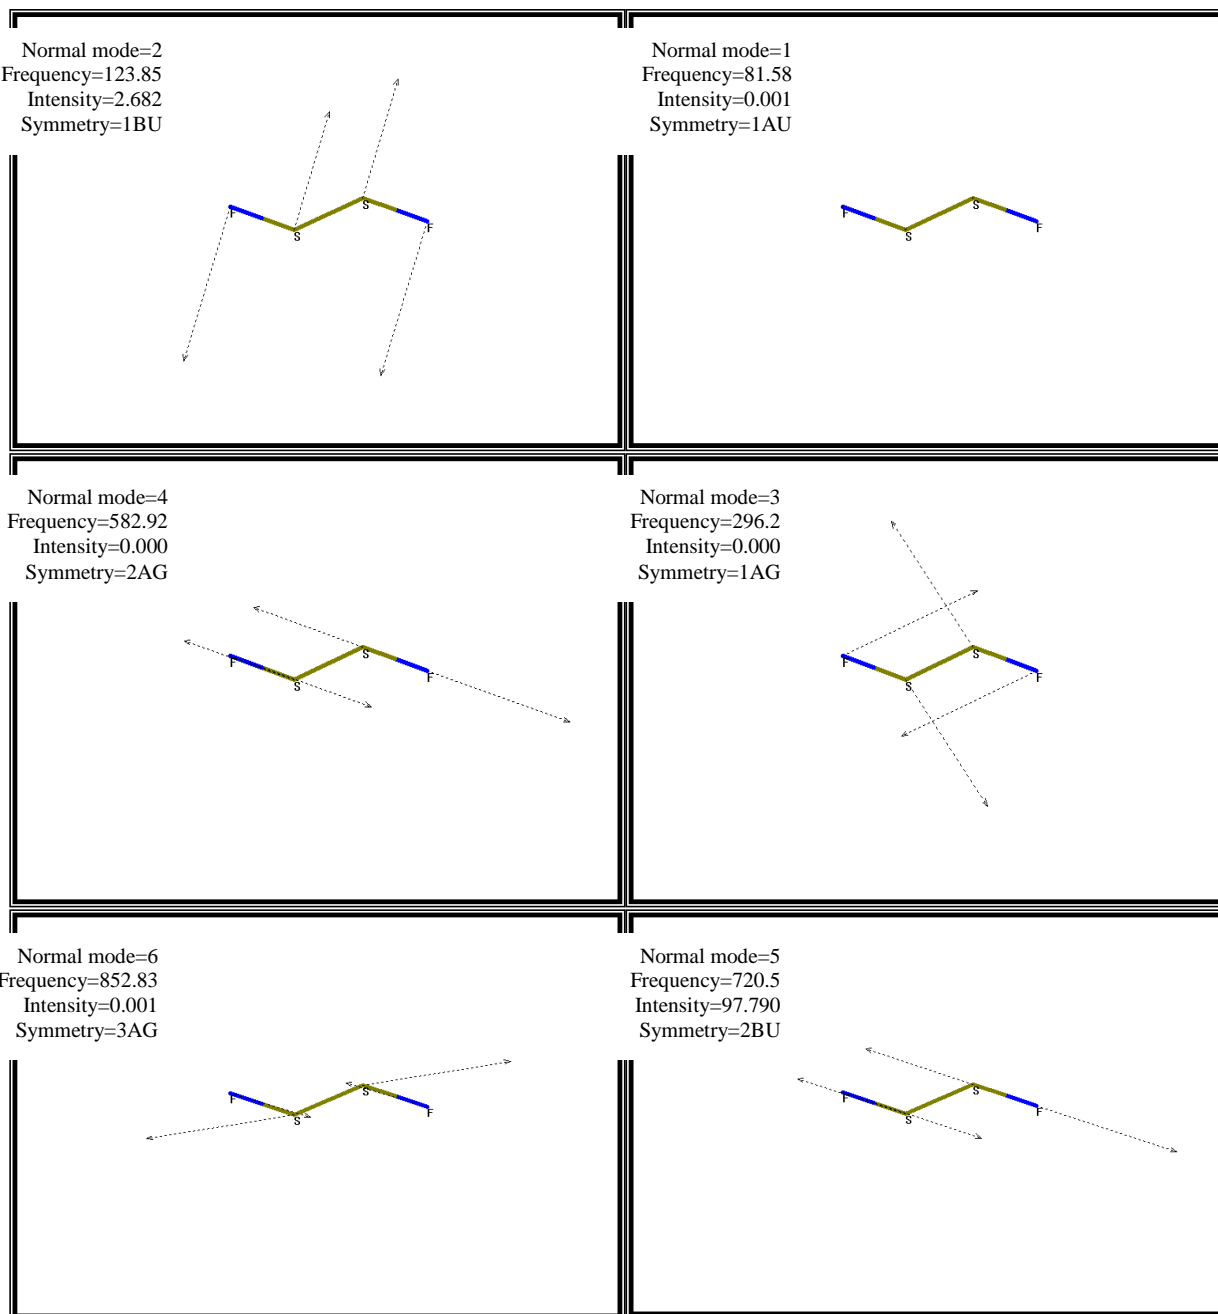 Normal mode=2
Frequency=123.85
Intensity=2.682
Symmetry=1BU
F
S
S
F
Normal mode=1
Frequency=81.58
Intensity=0.001
Symmetry=1AU
F
S
S
F
Normal mode=4
Frequency=582.92
Intensity=0.000
Symmetry=2AG
F
S
S
F
Normal mode=3
Frequency=296.2
Intensity=0.000
Symmetry=1AG
F
S
S
F
Normal mode=6
Frequency=852.83
Intensity=0.001
Symmetry=3AG
F
S
S
F
Normal mode=5
Frequency=720.5
Intensity=97.790
Symmetry=2BU
F
S
S
F